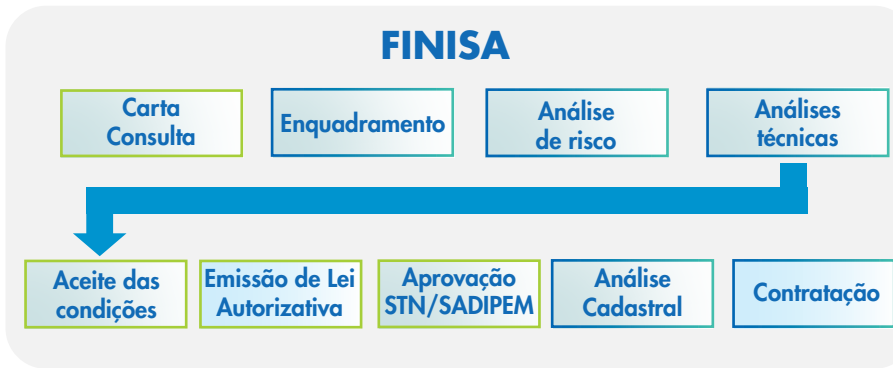 FINISA
Carta
Consulta
Enquadramento
Análise
de risco
Análises
técnicas
Aceite das
condições
Emissão de Lei
Autorizativa
Aprovação
STN/SADIPEM
Análise
Cadastral
Contratação